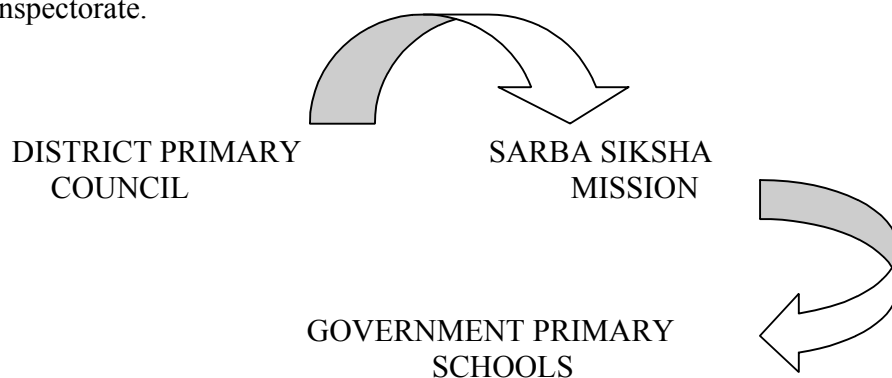 nspectorate.
DISTRICT PRIMARY
COUNCIL
SARBA SIKSHA
MISSION
GOVERNMENT PRIMARY
SCHOOLS